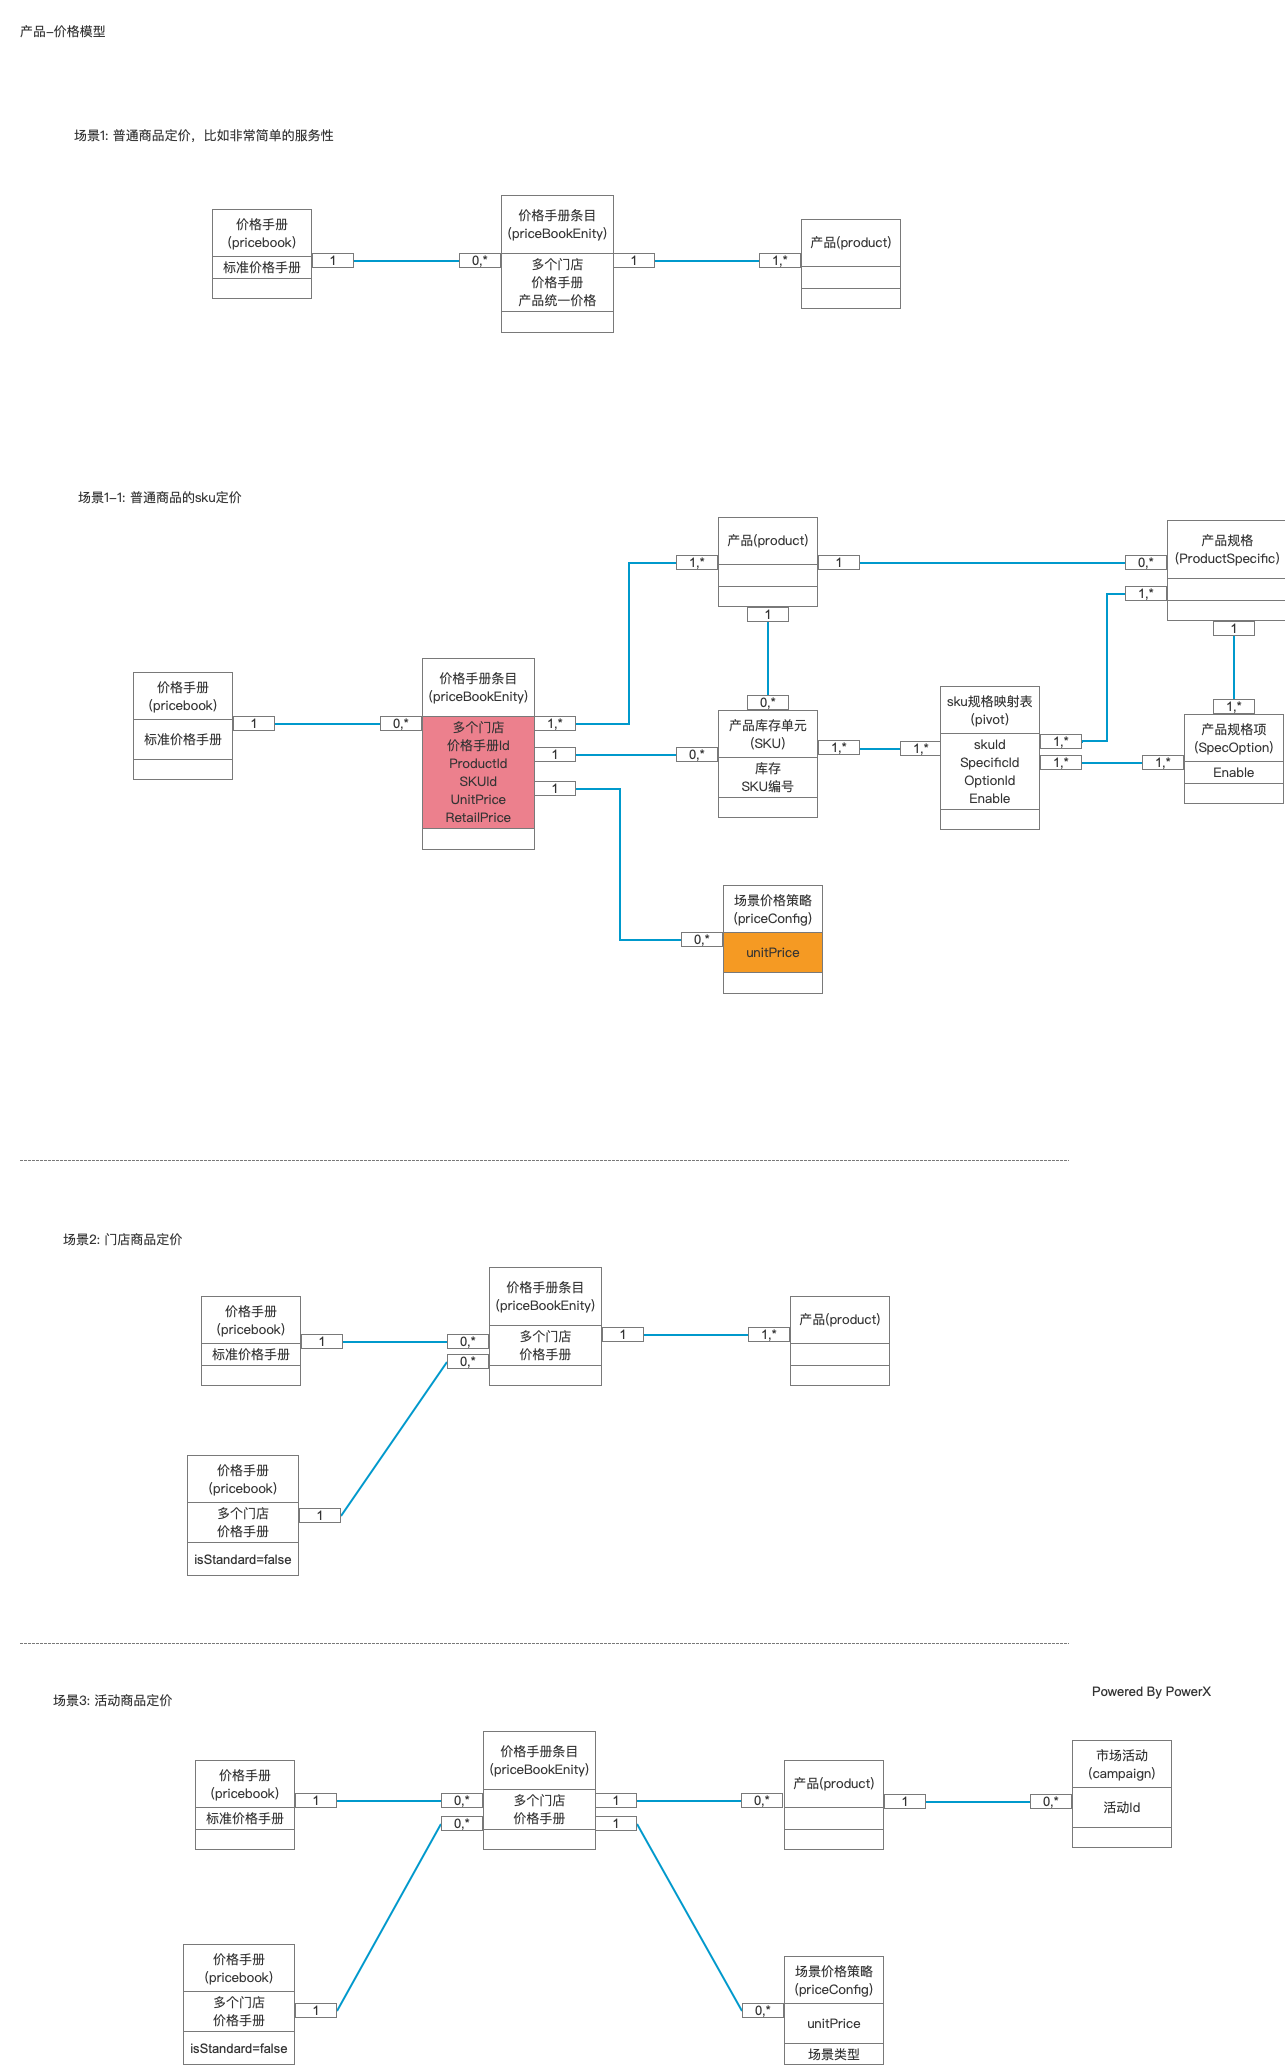 产品-价格模型
场景1: 普通商品定价，比如非常简单的服务性
价格手册
(pricebook)
标准价格手册
1
0,*
价格手册条目
(priceBookEnity)
多个门店
价格手册
产品统一价格
1
1,*
产品(product)
场景1-1: 普通商品的sku定价
价格手册
(pricebook)
标准价格手册
1
0,*
价格手册条目
(priceBookEnity)
多个门店
价格手册Id
ProductId
SKUId
UnitPrice
RetailPrice
1,*
1
1
1,*
产品(product)
1
1
0,*
产品规格
(ProductSpecific)
1,*
1
0,*
0,*
产品库存单元
(SKU)
库存
SKU编号
1,*
1,*
sku规格映射表
(pivot)
skuId
SpecificId
OptionId
Enable
1,*
1,*
1,*
1,*
产品规格项
(SpecOption)
Enable
0,*
场景价格策略
(priceConfig)
unitPrice
场景2: 门店商品定价
价格手册
(pricebook)
标准价格手册
1
0,*
0,*
价格手册条目
(priceBookEnity)
多个门店
价格手册
1
1,*
产品(product)
价格手册
(pricebook)
多个门店
价格手册
isStandard=false
1
场景3: 活动商品定价
Powered By PowerX
价格手册
(pricebook)
标准价格手册
1
0,*
0,*
价格手册条目
(priceBookEnity)
多个门店
价格手册
1
1
0,*
产品(product)
1
0,*
市场活动
(campaign)
活动Id
价格手册
(pricebook)
多个门店
价格手册
isStandard=false
1
0,*
场景价格策略
(priceConfig)
unitPrice
场景类型